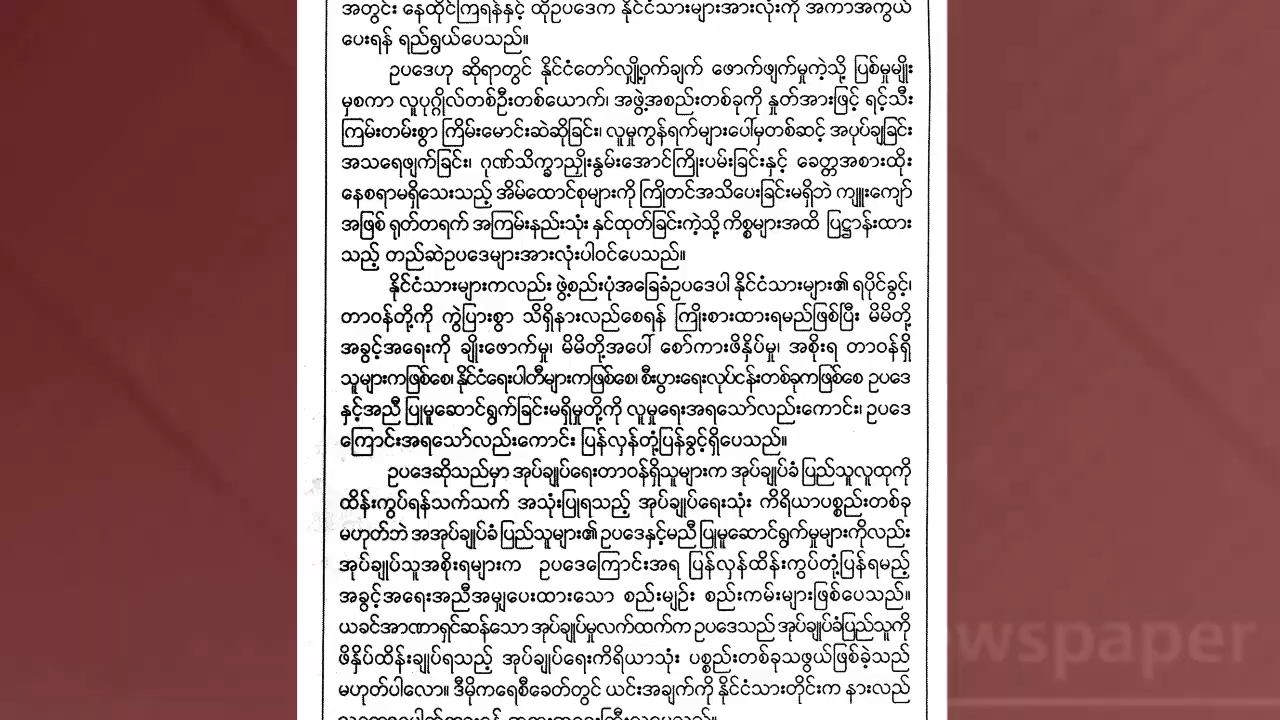 အတွင်း နေထိုင်ကြရန်နှင့် ထိုဥပဒေက နိုင်ငံသားများအားလုံးကို အကာအကွယ်
ပေးရန် ရည်ရွယ်ပေသည်။
ဥပဒေဟု ဆိုရာတွင် နိုင်ငံတော်လျှို့ဝှက်ချက် ဖောက်ဖျက်မှုကဲ့သို့ ပြစ်မှုမျိုး
မှစကာ လူပုဂ္ဂိုလ်တစ်ဦးတစ်ယောက်၊ အဖွဲ့အစည်းတစ်ခုကို နှုတ်အားဖြင့် ရင့်သီး
ကြမ်းတမ်းစွာ ကြိမ်းမောင်းဆဲဆိုခြင်း၊ လူမှုကွန်ရက်များပေါ်မှတစ်ဆင့် အပုပ်ချခြင်း
အသရေဖျက်ခြင်း၊ ဂုဏ်သိက္ခာညှိုးနွမ်းအောင်ကြိုးပမ်းခြင်းနှင့် ခေတ္တအစားထိုး
နေစရာမရှိသေးသည့် အိမ်ထောင်စုများကို ကြိုတင်အသိပေးခြင်းမရှိဘဲ ကျူးကျော်
အဖြစ် ရုတ်တရက် အကြမ်းနည်းသုံး နှင်ထုတ်ခြင်းကဲ့သို့ ကိစ္စများအထိ ပြဋ္ဌာန်းထား
သည့် တည်ဆဲဥပဒေများအားလုံးပါဝင်ပေသည်။
နိုင်ငံသားများကလည်း ဖွဲ့စည်းပုံအခြေခံဥပဒေပါ နိုင်ငံသားများ၏ ရပိုင်ခွင့်၊
တာဝန်တို့ကို ကွဲပြားစွာ သိရှိနားလည်စေရန် ကြိုးစားထားရမည်ဖြစ်ပြီး မိမိတို့
အခွင့်အရေးကို ချိုးဖောက်မှု၊ မိမိတို့အပေါ် စော်ကားဖိနှိပ်မှု၊ အစိုးရ တာဝန်ရှိ
သူများကဖြစ်စေ၊ နိုင်ငံရေးပါတီများကဖြစ်စေ၊ စီးပွားရေးလုပ်ငန်းတစ်ခုကဖြစ်စေ ဥပဒေ
နှင့်အညီ ပြုမူဆောင်ရွက်ခြင်းမရှိမှုတို့ကို လူမှုရေးအရသော်လည်းကောင်း၊ ဥပဒေ
ကြောင်းအရသော်လည်းကောင်း ပြန်လှန်တုံ့ပြန်ခွင့်ရှိပေသည်။
ဥပဒေဆိုသည်မှာ အုပ်ချုပ်ရေးတာဝန်ရှိသူများက အုပ်ချုပ်ခံ ပြည်သူလူထုကို
ထိန်းကွပ်ရန်သက်သက် အသုံးပြုရသည့် အုပ်ချုပ်ရေးသုံး ကိရိယာပစ္စည်းတစ်ခု
မဟုတ်ဘဲ အအုပ်ချုပ်ခံ ပြည်သူများ၏ ဥပဒေနှင့်မညီ ပြုမူဆောင်ရွက်မှုများကိုလည်း
အုပ်ချုပ်သူအစိုးရများက ဥပဒေကြောင်းအရ ပြန်လှန်ထိန်းကွပ်တုံ့ပြန်ရမည့်
အခွင့်အရေးအညီအမျှပေးထားသော စည်းမျဉ်း စည်းကမ်းများဖြစ်ပေသည်။
ယခင်အာဏာရှင်ဆန်သော အုပ်ချုပ်မှုလက်ထက်က ဥပဒေသည် အုပ်ချုပ်ခံပြည်သူကို
ဖိနှိပ်ထိန်းချုပ်ရသည့် အုပ်ချုပ်ရေးကိရိယာသုံး ပစ္စည်းတစ်ခုသဖွယ်ဖြစ်ခဲ့သည်
မဟုတ်ပါလော။ ဒီမိုကရေစီခေတ်တွင် ယင်းအချက်ကို နိုင်ငံသားတိုင်းက နားလည်
newspaper